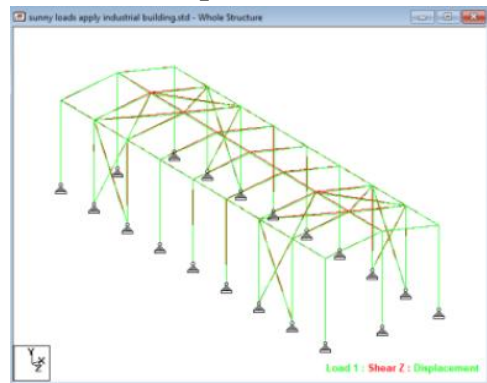 sunny loads apply industrial building.std - Whole Structure
Y
X
Z
Load 1 : Shear Z : Displacement